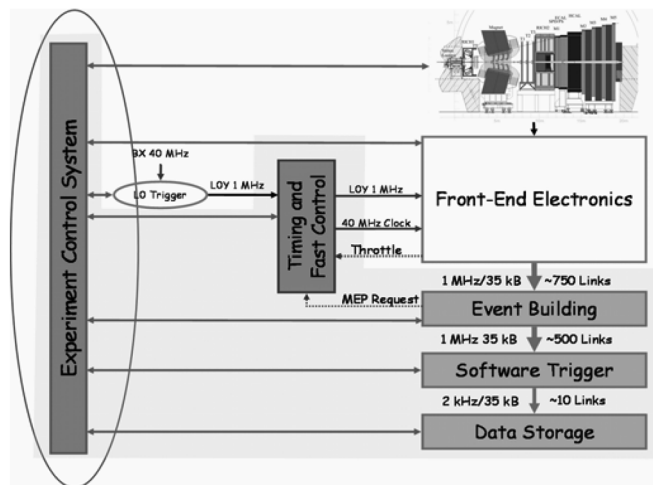 Magnet
Experiment Control System
BX 40 MHz
L0 Trigger
L0Y 1 MHz
Timing and
Fast Control
L0Y 1 MHz
40 MHz Clock
Throttle
MEP Request
Front-End Electronics
1 MHz/35 kB ~750 Links
Event Building
1 MHz 35 kB ~500 Links
Software Trigger
2 kHz/35 kB ~10 Links
Data Storage